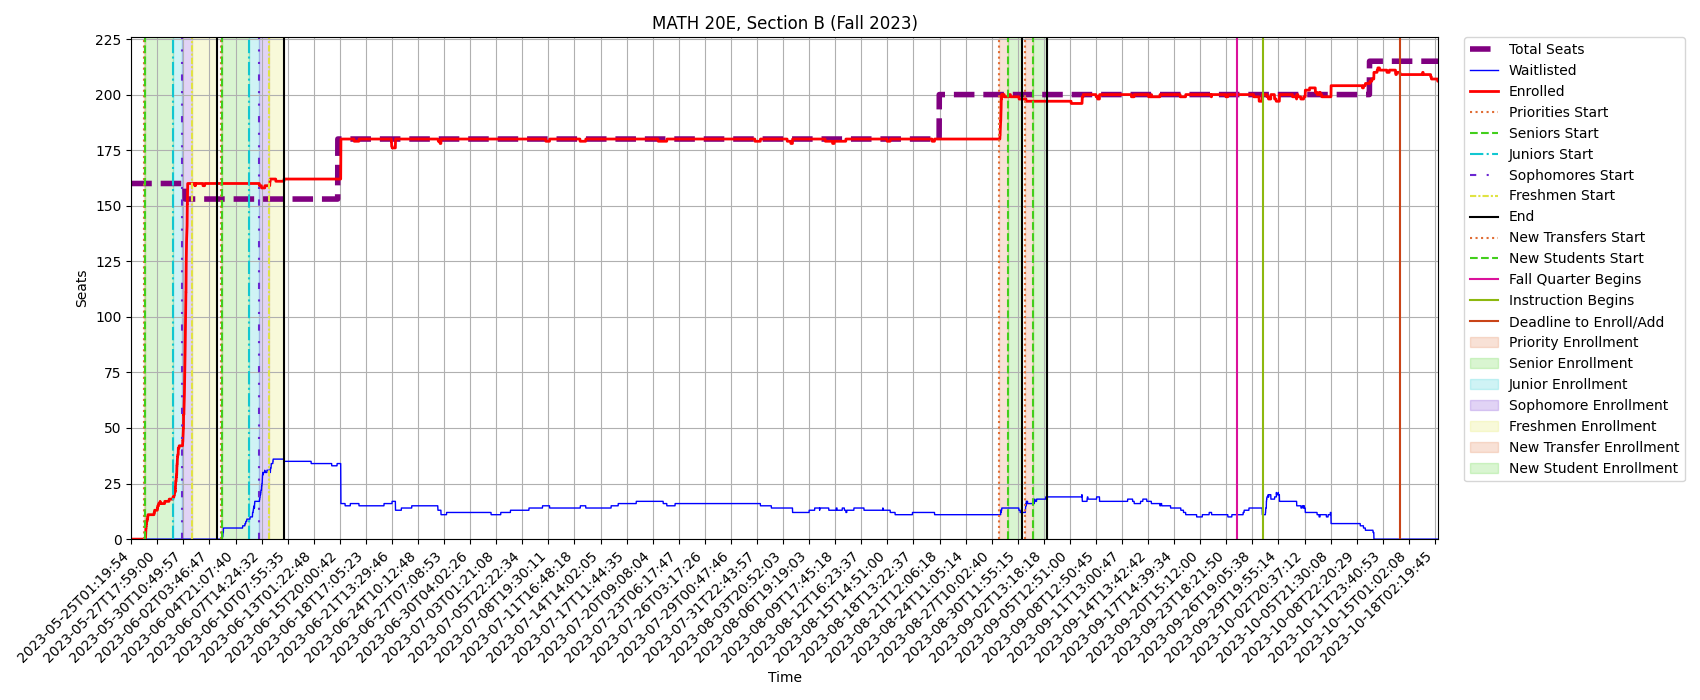 MATH 20E, Section B (Fall 2023)
Seats
225
200
175
150
125
100
75
50
25
0
2023-05-25T01:19:54
2023-05-27T17:59:00
2023-05-30T10:49:57
2023-06-02T03:46:47
2023-06-04T21:07:40
2023-06-07T14:24:32
2023-06-10T07:55:35
2023-06-13T01:22:48
2023-06-15T20:00:42
2023-06-18T17:05:23
2023-06-21T13:29:46
2023-06-24T10:12:48
2023-06-27T07:08:53
2023-06-30T04:02:26
2023-07-03T01:21:08
2023-07-05T22:22:34
2023-07-08T19:30:11
2023-07-11T16:48:18
2023-07-14T14:02:05
2023-07-17T11:44:35
2023-07-20T09:08:04
2023-07-23T06:17:47
2023-07-26T03:17:26
2023-07-29T00:47:46
2023-07-31T22:43:57
2023-08-03T20:52:03
2023-08-06T19:19:03
2023-08-09T17:45:18
2023-08-12T16:23:37
2023-08-15T14:51:00
2023-08-18T13:22:37
2023-08-21T12:06:18
2023-08-24T11:05:14
2023-08-27T10:02:40
2023-08-30T11:55:15
2023-09-02T13:18:18
2023-09-05T12:51:00
2023-09-08T12:50:45
2023-09-11T13:00:47
2023-09-14T13:42:42
2023-09-17T14:39:34
2023-09-20T15:12:00
2023-09-23T18:21:50
2023-09-26T19:05:38
2023-09-29T19:55:14
2023-10-02T20:37:12
2023-10-05T21:30:08
2023-10-08T22:20:29
2023-10-11T23:40:53
2023-10-15T01:02:08
2023-10-18T02:19:45
Time
Total Seats
Waitlisted
Enrolled
Priorities Start
Seniors Start
Juniors Start
Sophomores Start
Freshmen Start
End
New Transfers Start
New Students Start
Fall Quarter Begins
Instruction Begins
Deadline to Enroll/Add
Priority Enrollment
Senior Enrollment
Junior Enrollment
Sophomore Enrollment
Freshmen Enrollment
New Transfer Enrollment
New Student Enrollment